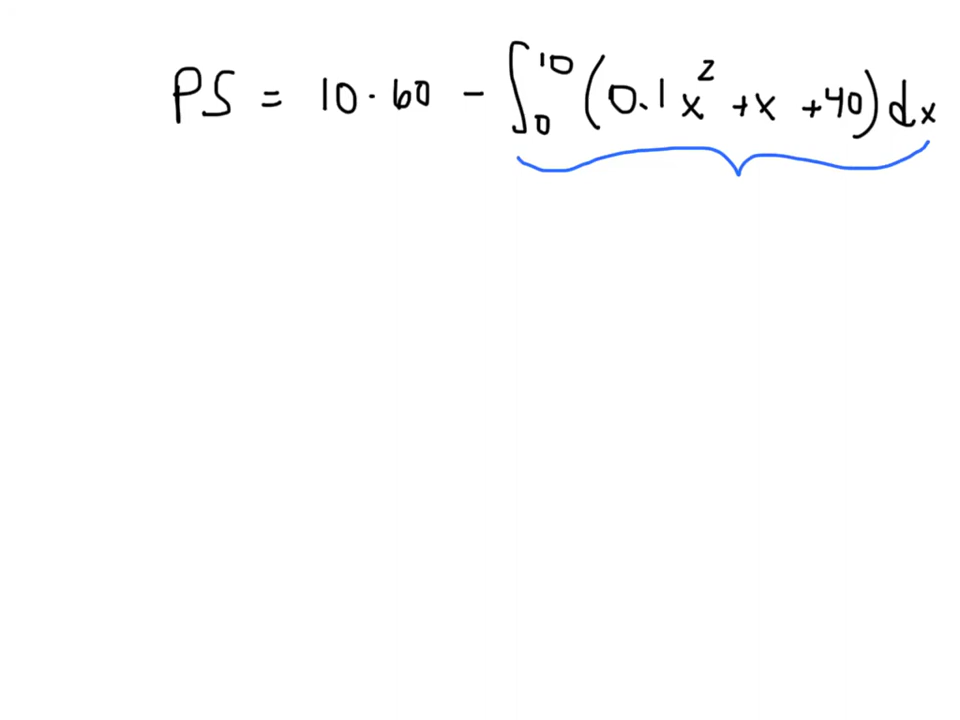 PS = 10·60 - ∫₀¹⁰ (0.1x² + x + 40) dx